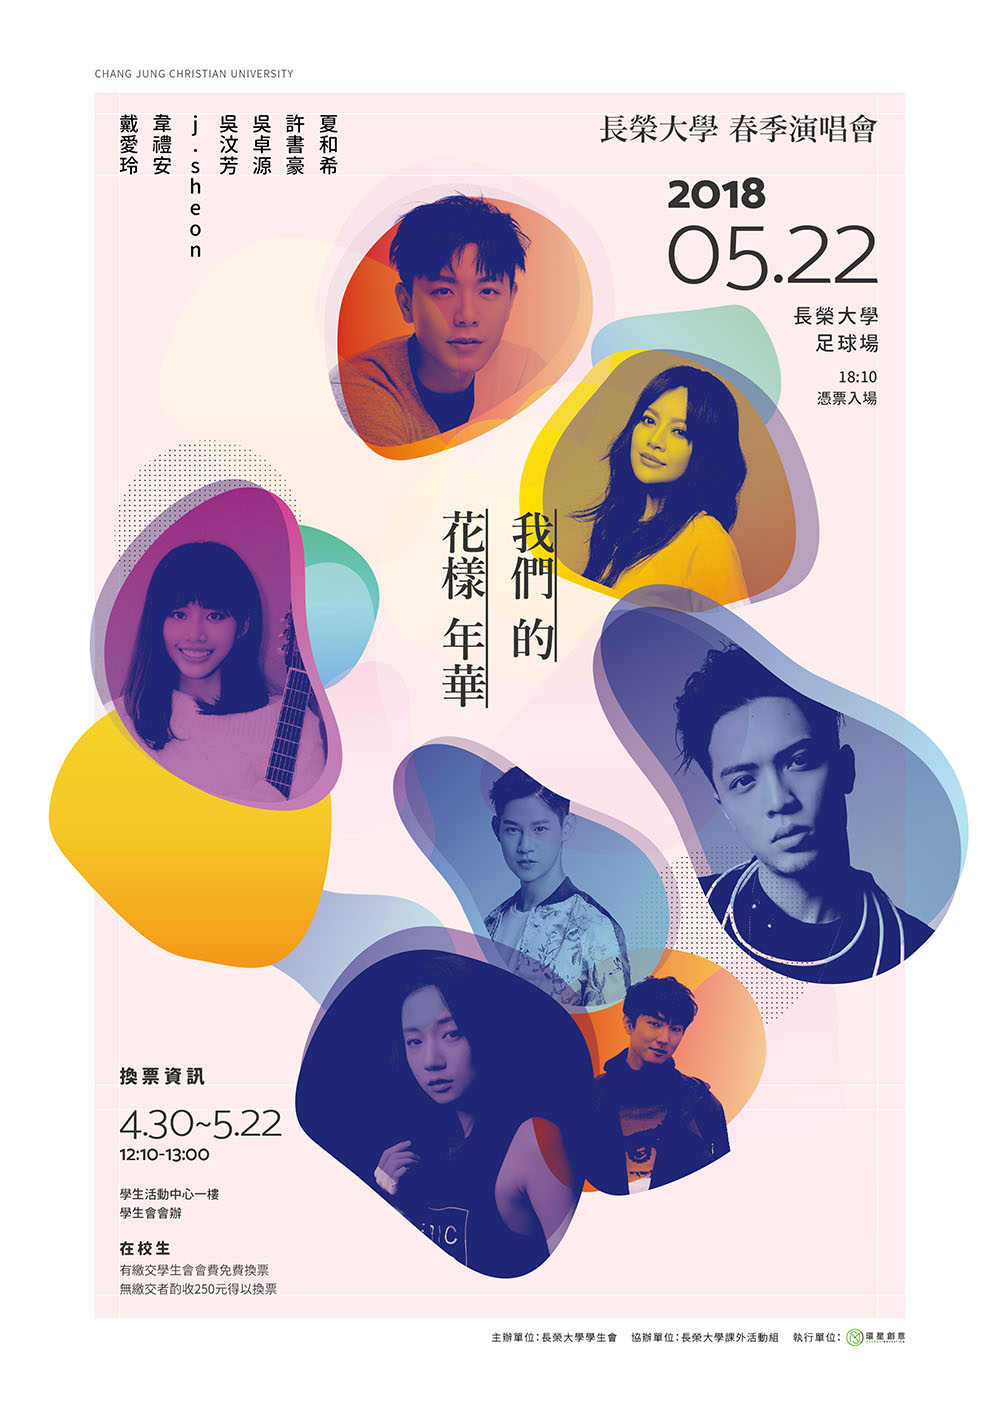 CHANG JUNG CHRISTIAN UNIVERSITY
長榮大學 春季演唱會
2018
05.22
長榮大學
足球場
18:10
憑票入場
夏和希
許書豪
吳卓源
吳汶芳
j.sheon
韋禮安
戴愛玲
我們 的
花樣 年華
換票資訊
4.30~5.22
12:10-13:00
學生活動中心一樓
學生會會辦
在校生
有繳交學生會會費免費換票
無繳交者酌收250元得以換票
主辦單位:長榮大學學生會 協辦單位:長榮大學課外活動組 執行單位: 環星創意